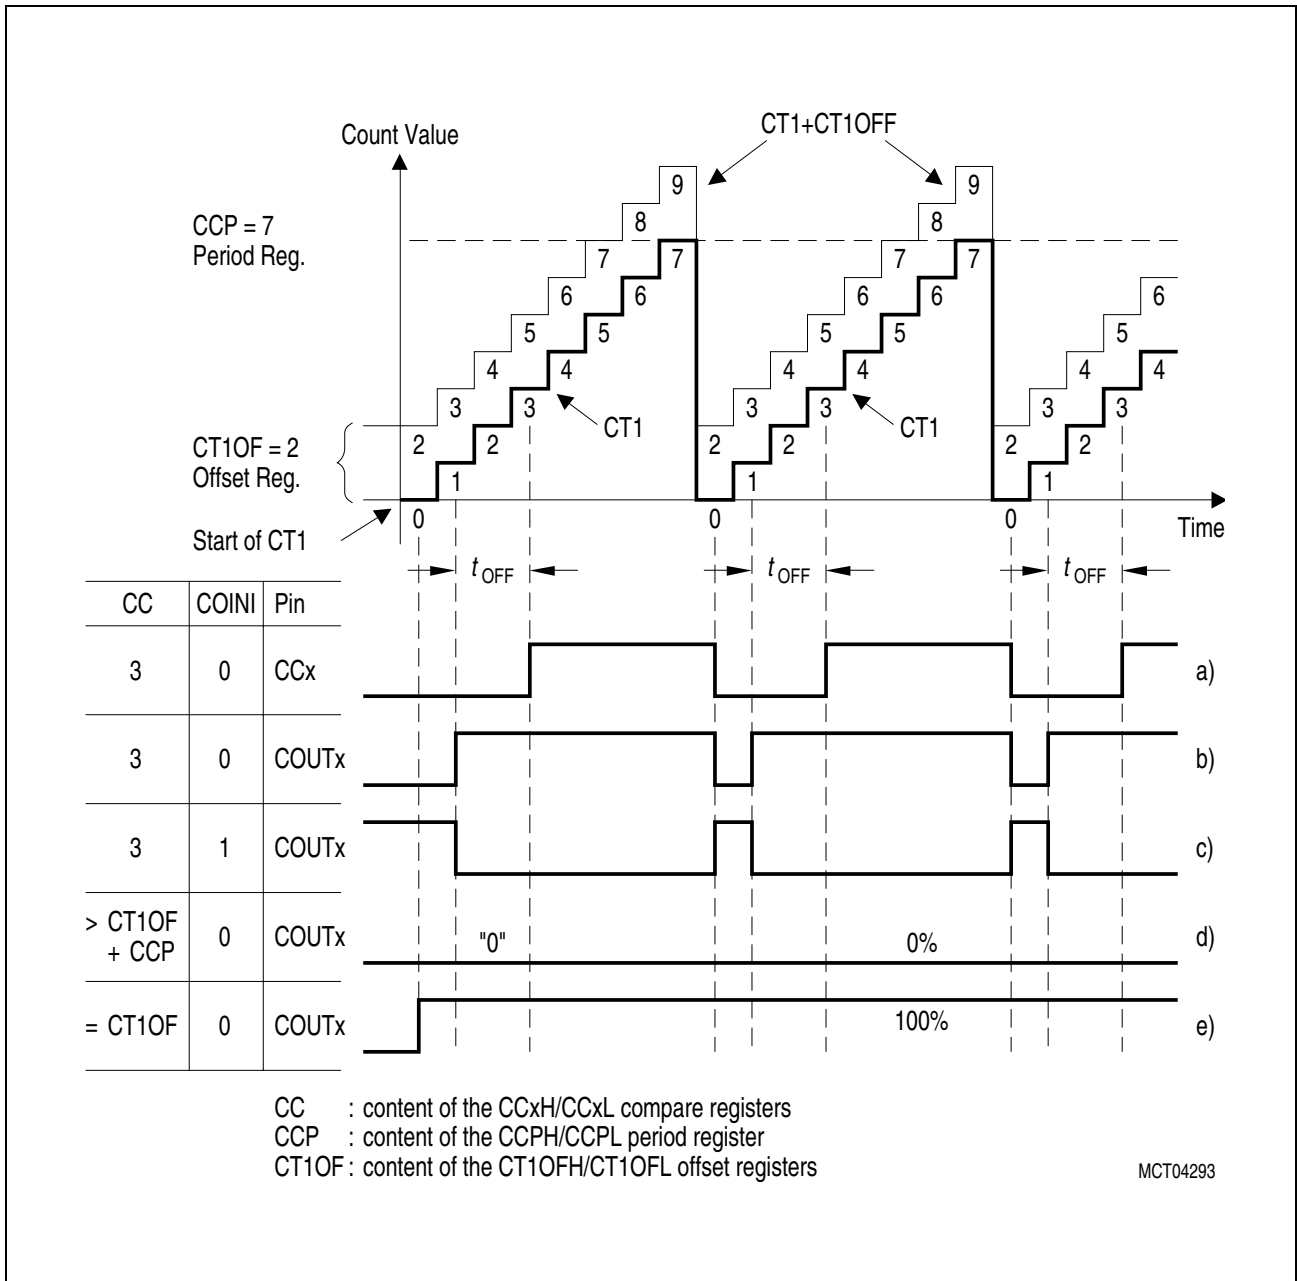 CT1+CT1OFF
Count Value
9 9
8 8
CCP = 7
Period Reg.
7 7 7 7
6 6 6 6 6
5 5 5 5 5
4 4 4 4 4
3 3 3 3 3 3
CT1 CT1
CT1OF = 2
Offset Reg.
2 2 2 2 2 2
1 1 1
0 0 0
Time
Start of CT1
t OFF t OFF t OFF
CC COINI Pin
3 0 CCx a)
3 0 COUTx b)
3 1 COUTx c)
> CT1OF
+ CCP 0 COUTx "0" 0% d)
= CT1OF 0 COUTx 100% e)
CC : content of the CCxH/CCxL compare registers
CCP : content of the CCPH/CCPL period register
CT1OF : content of the CT1OFH/CT1OFL offset registers
MCT04293